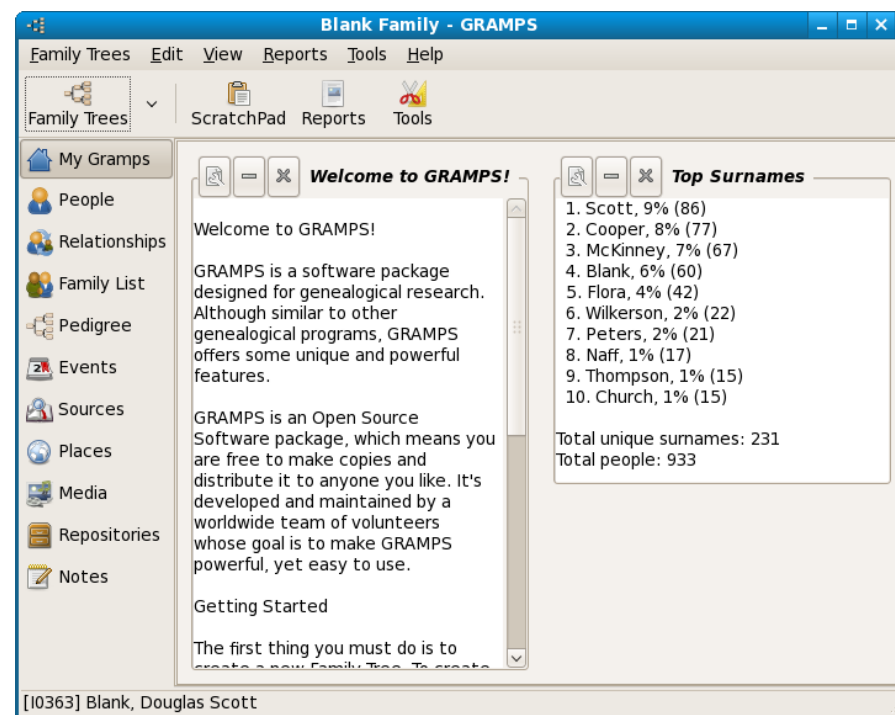 Blank Family - GRAMPS
Family Trees Edit View Reports Tools Help
Family Trees ScratchPad Reports Tools
My Gramps
People
Relationships
Family List
Pedigree
Events
Sources
Places
Media
Repositories
Notes
Welcome to GRAMPS!
Welcome to GRAMPS!
GRAMPS is a software package
designed for genealogical research.
Although similar to other
genealogical programs, GRAMPS
offers some unique and powerful
features.
GRAMPS is an Open Source
Software package, which means you
are free to make copies and
distribute it to anyone you like. It's
developed and maintained by a
worldwide team of volunteers
whose goal is to make GRAMPS
powerful, yet easy to use.
Getting Started
The first thing you must do is to
create a new Family Tree. To create
Top Surnames
1. Scott, 9% (86)
2. Cooper, 8% (77)
3. McKinney, 7% (67)
4. Blank, 6% (60)
5. Flora, 4% (42)
6. Wilkerson, 2% (22)
7. Peters, 2% (21)
8. Naff, 1% (17)
9. Thompson, 1% (15)
10. Church, 1% (15)
Total unique surnames: 231
Total people: 933
[I0363] Blank, Douglas Scott